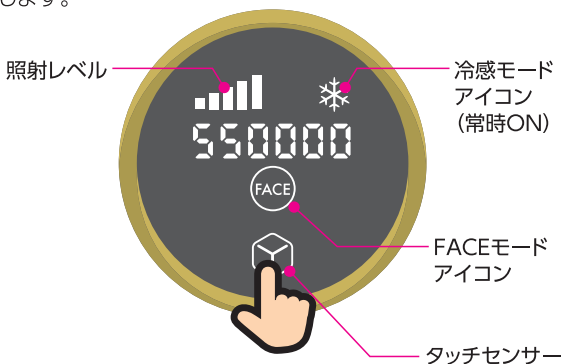 します。
照射レベル
冷感モード
アイコン
（常時ON）
550000
FACE
FACEモード
アイコン
タッチセンサー